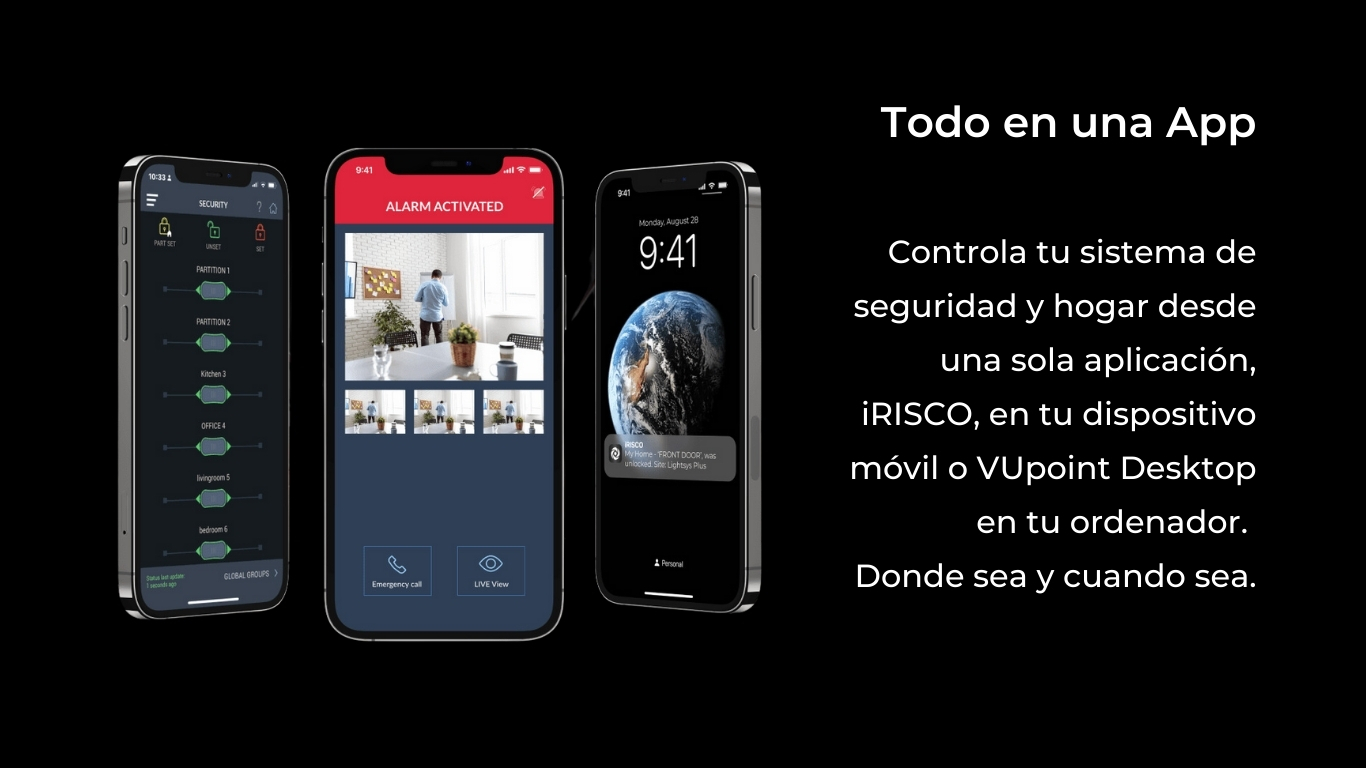 Todo en una App
Controla tu sistema de
seguridad y hogar desde
una sola aplicación,
iRISCO, en tu dispositivo
móvil o VUpoint Desktop
en tu ordenador.
Donde sea y cuando sea.
10:33
SECURITY
?
PART SET
UNSET
SET
PARTITION 1
PARTITION 2
Kitchen 3
OFFICE 4
livingroom 5
bedroom 6
Status last update:
1 seconds ago
GLOBAL GROUPS >
9:41
ALARM ACTIVATED
Emergency call
LIVE View
9:41
Monday, August 28
9:41
iRISCO
My Home - 'FRONT DOOR', was
unlocked. Site: Lightsys Plus
Personal